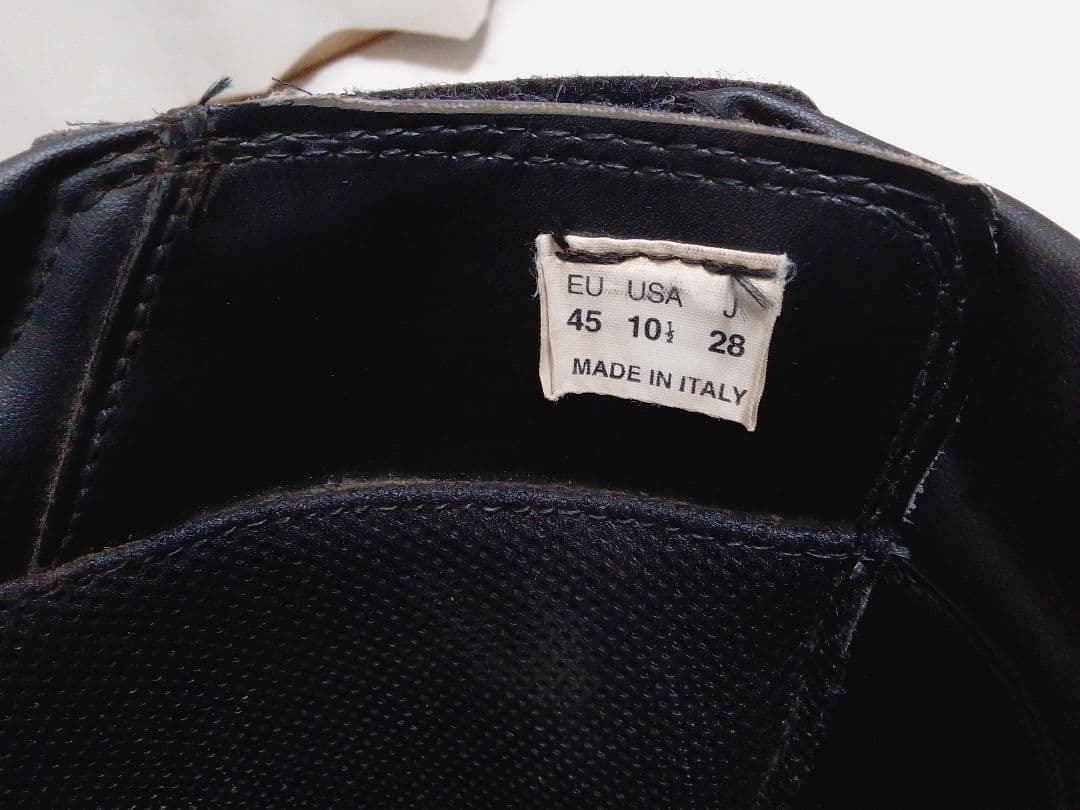 EU USA J
45 10½ 28
MADE IN ITALY